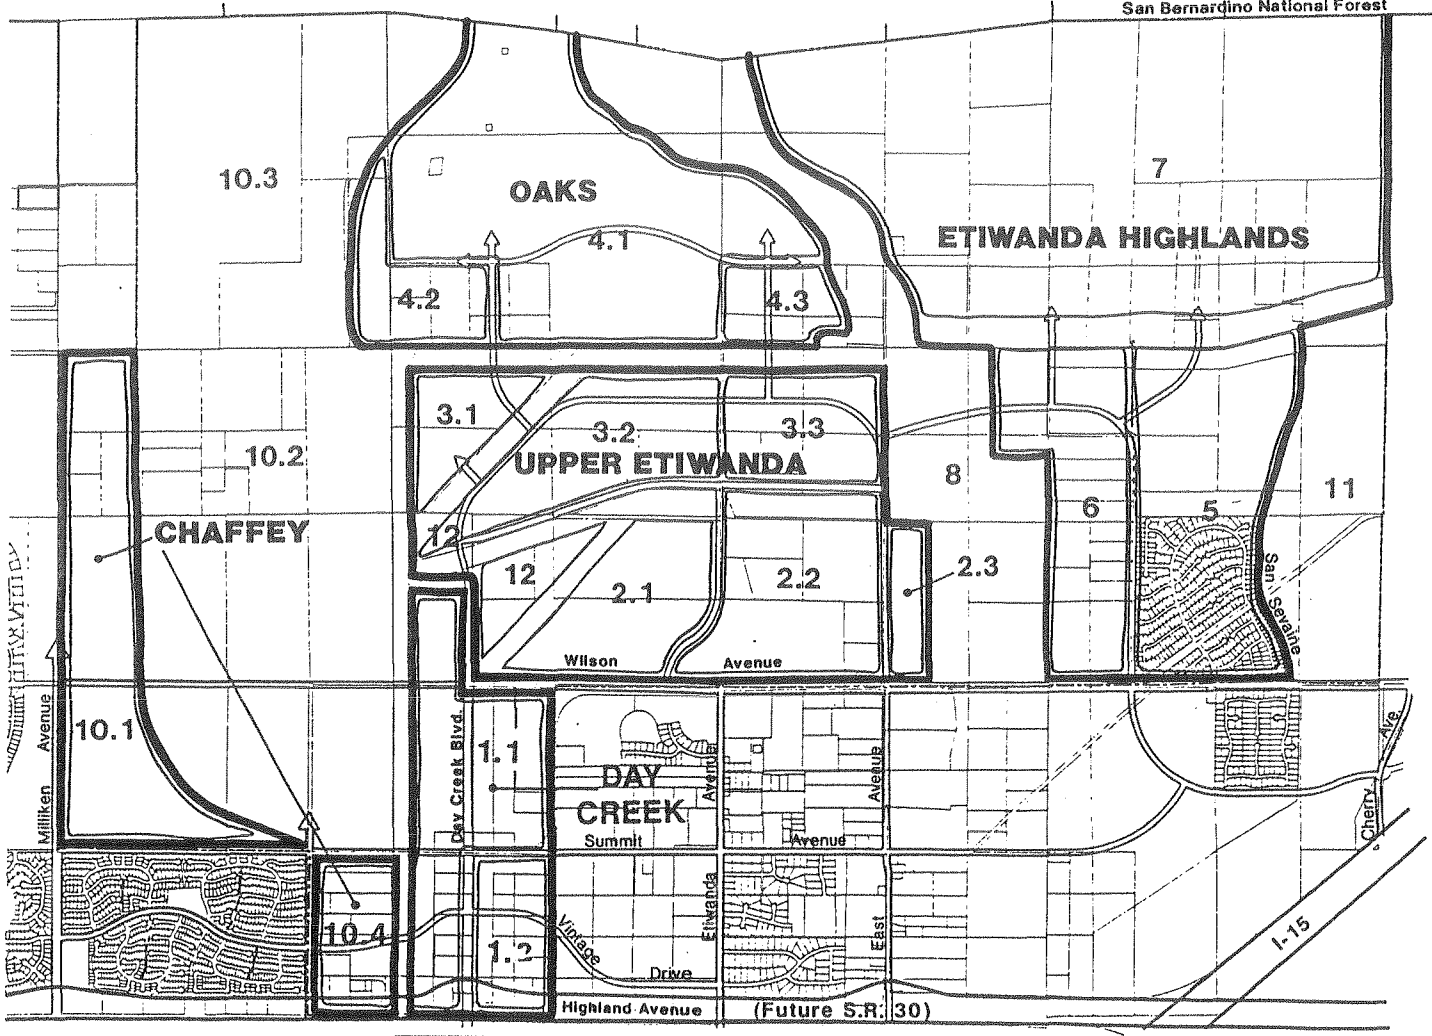 San Bernardino National Forest
7
10.3
OAKS
4.1
ETIWANDA HIGHLANDS
4.2
4.3
3.1
3.2
3.3
10.2
UPPER ETIWANDA
8
11
6
5
CHAFFEY
12
12
2.1
2.2
2.3
San Sevaine
Wilson Avenue
10.1
Milliken Avenue
Day Creek Blvd.
1.1
DAY
CREEK
Avenue
Avenue
Summit Avenue
Cherry Ave.
10.4
1.2
Vintage Drive
Etiwanda
East
I-15
Highland Avenue (Future S.R. 30)